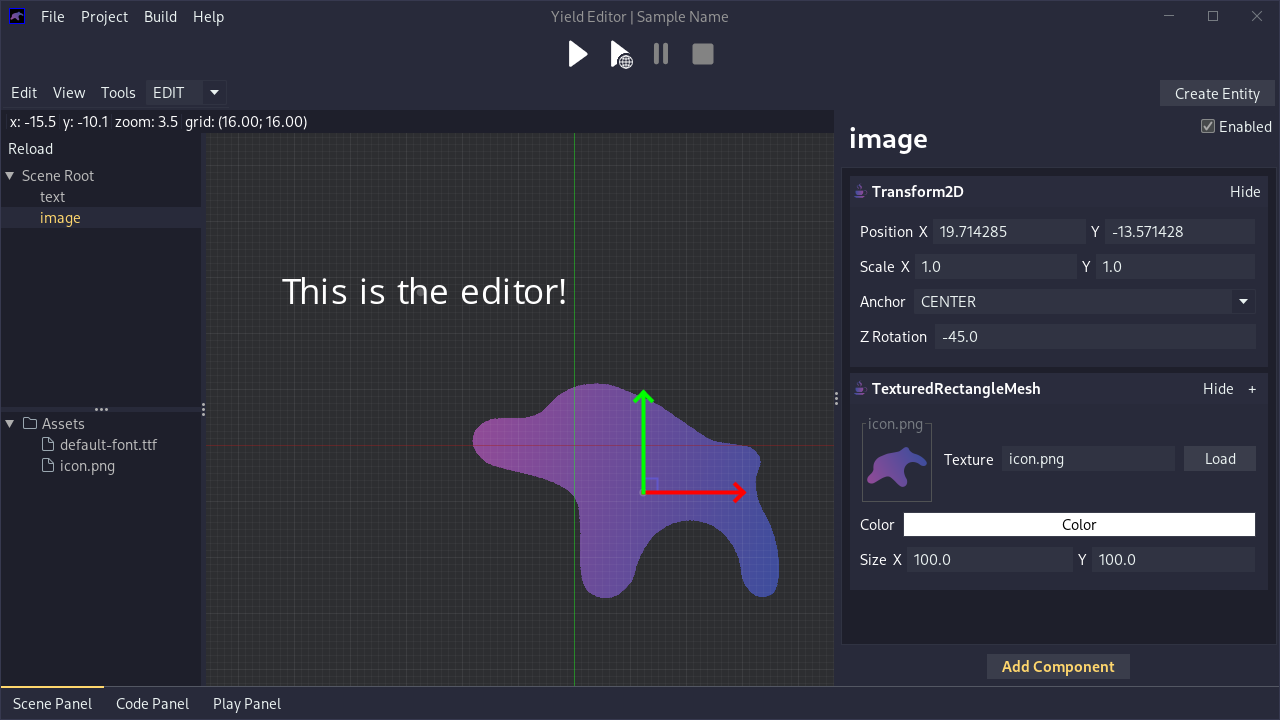 File Project Build Help Yield Editor | Sample Name
Edit View Tools EDIT Create Entity
x: -15.5 y: -10.1 zoom: 3.5 grid: (16.00; 16.00)
Reload
Scene Root
text
image
Assets
default-font.ttf
icon.png
This is the editor!
image Enabled
Transform2D Hide
Position X 19.714285 Y -13.571428
Scale X 1.0 Y 1.0
Anchor CENTER
Z Rotation -45.0
TexturedRectangleMesh Hide +
icon.png
Texture icon.png Load
Color Color
Size X 100.0 Y 100.0
Add Component
Scene Panel Code Panel Play Panel